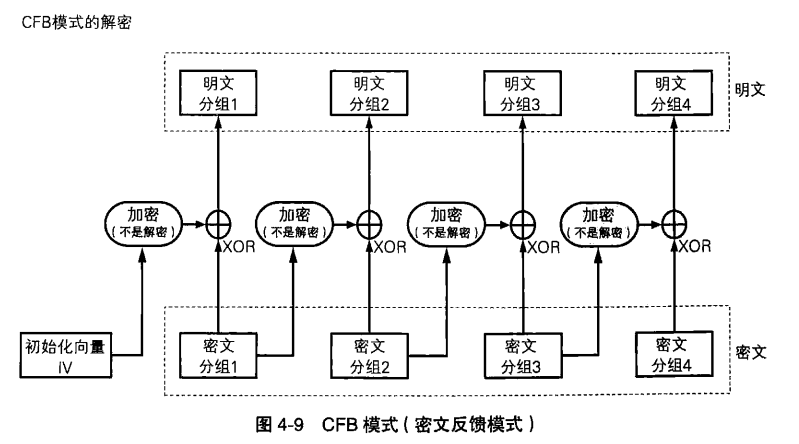 CFB模式的解密
明文
分组1
明文
分组2
明文
分组3
明文
分组4
明文
加密
(不是解密)
XOR
加密
(不是解密)
XOR
加密
(不是解密)
XOR
加密
(不是解密)
XOR
初始化向量
IV
密文
分组1
密文
分组2
密文
分组3
密文
分组4
密文
图 4-9 CFB 模式(密文反馈模式)